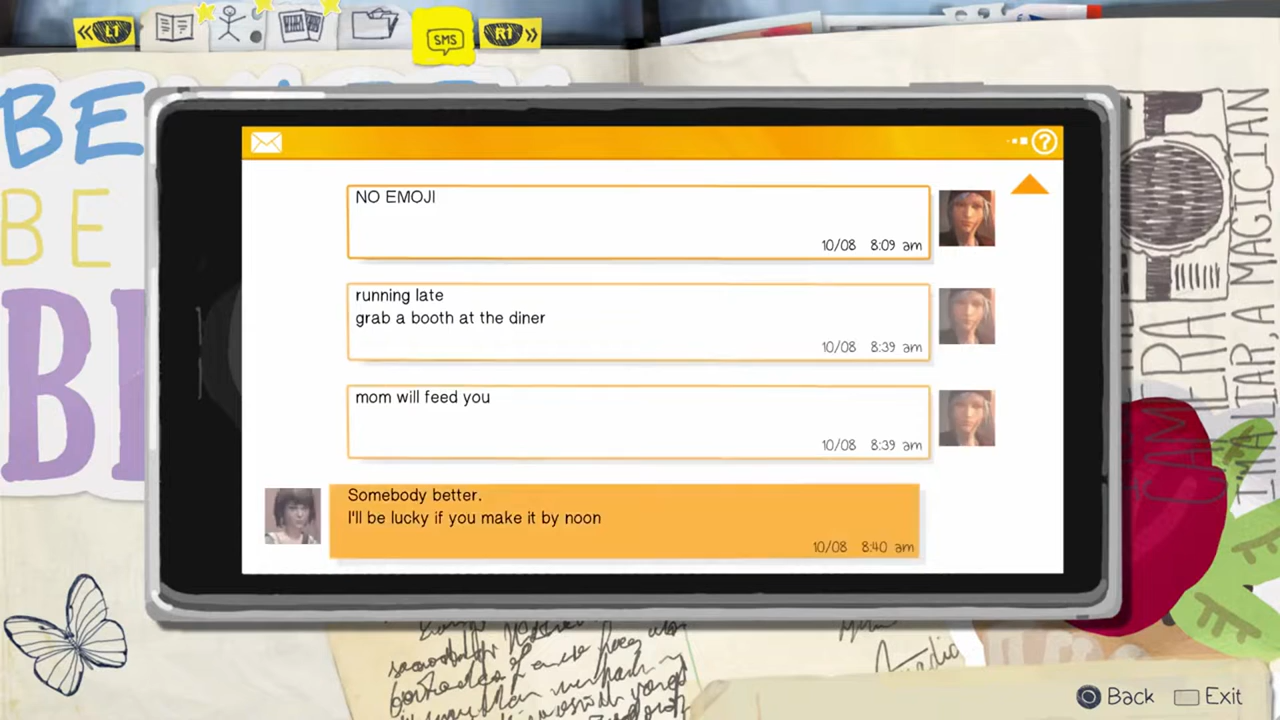 L1
SMS
R1
BE
BE
NO EMOJI
10/08 8:09 am
running late
grab a booth at the diner
10/08 8:39 am
mom will feed you
10/08 8:39 am
Somebody better.
I'll be lucky if you make it by noon
10/08 8:40 am
I'M A LIAR, A MAGICIAN
Back
Exit